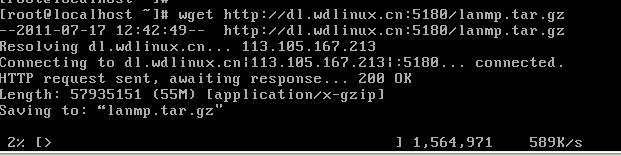 [root@localhost ~]# wget http://dl.wdlinux.cn:5180/lanmp.tar.gz
--2011-07-17 12:42:49--  http://dl.wdlinux.cn:5180/lanmp.tar.gz
Resolving dl.wdlinux.cn... 113.105.167.213
Connecting to dl.wdlinux.cn|113.105.167.213|:5180... connected.
HTTP request sent, awaiting response... 200 OK
Length: 57935151 (55M) [application/x-gzip]
Saving to: “lanmp.tar.gz”
2% [> ] 1,564,971 589K/s